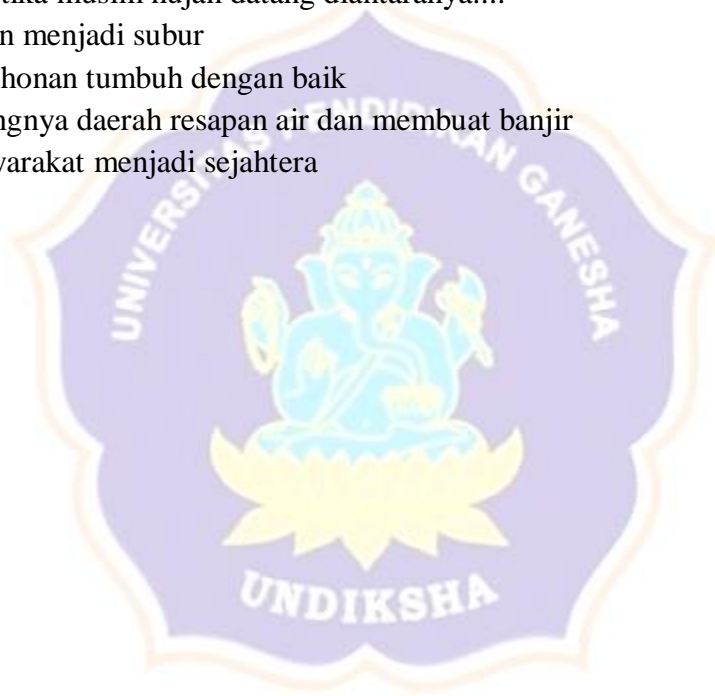 musim hujan datang diantaranya....
n menjadi subur
honan tumbuh dengan baik
ngnya daerah resapan air dan membuat banjir
yarakat menjadi sejahtera
UNIVERSITAS PENDIDIKAN GANESHA
UNDIKSHA